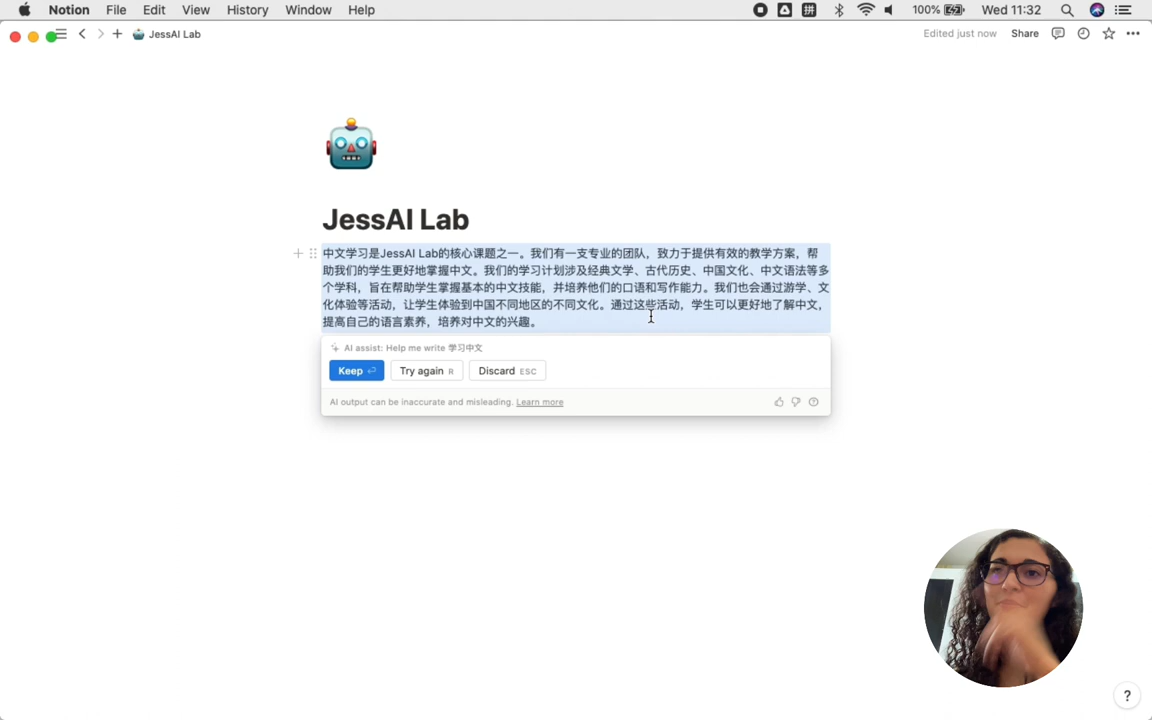 Notion File Edit View History Window Help 拼 100% Wed 11:32
JessAI Lab Edited just now Share
JessAI Lab
中文学习是JessAI Lab的核心课题之一。我们有一支专业的团队，致力于提供有效的教学方案，帮
助我们的学生更好地掌握中文。我们的学习计划涉及经典文学、古代历史、中国文化、中文语法等多
个学科，旨在帮助学生掌握基本的中文技能，并培养他们的口语和写作能力。我们也会通过游学、文
化体验等活动，让学生体验到中国不同地区的不同文化。通过这些活动，学生可以更好地了解中文，
提高自己的语言素养，培养对中文的兴趣。
AI assist: Help me write 学习中文
Keep Try again R Discard ESC
AI output can be inaccurate and misleading. Learn more
?